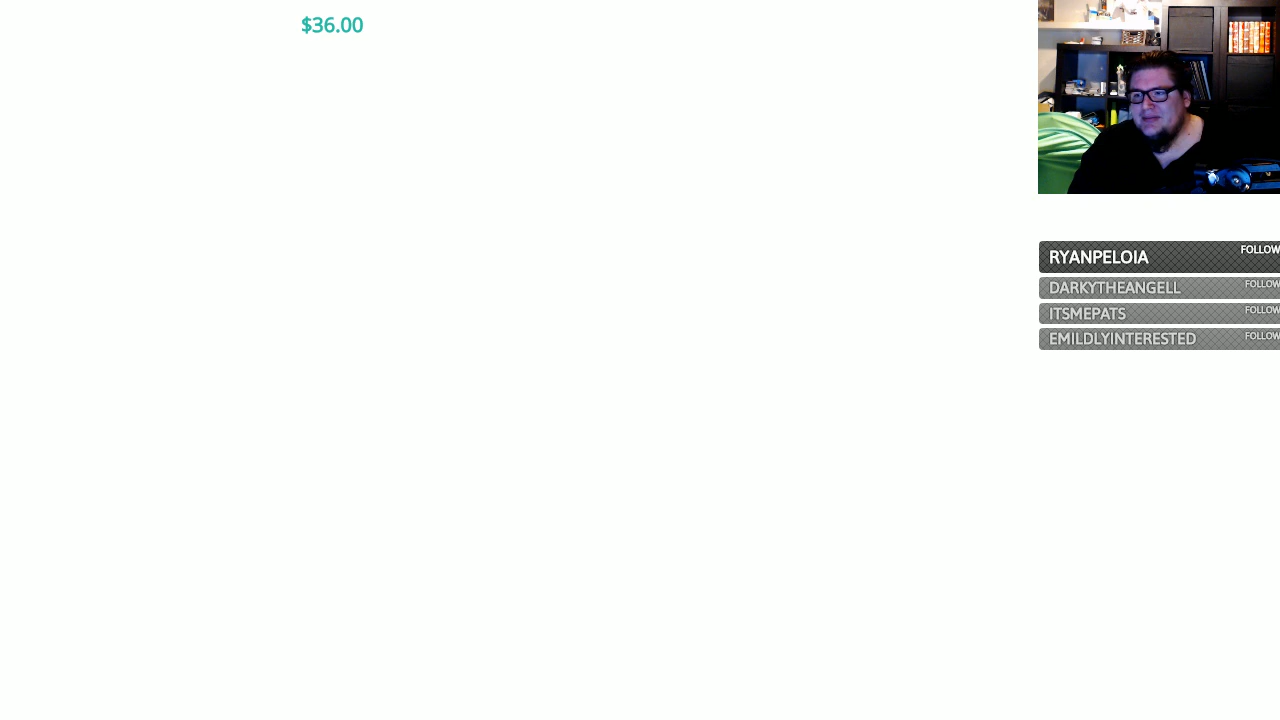 $36.00
RYANPELOIA FOLLOW
DARKYTHEANGELL FOLLOW
ITSMEPATS FOLLOW
EMILDLYINTERESTED FOLLOW